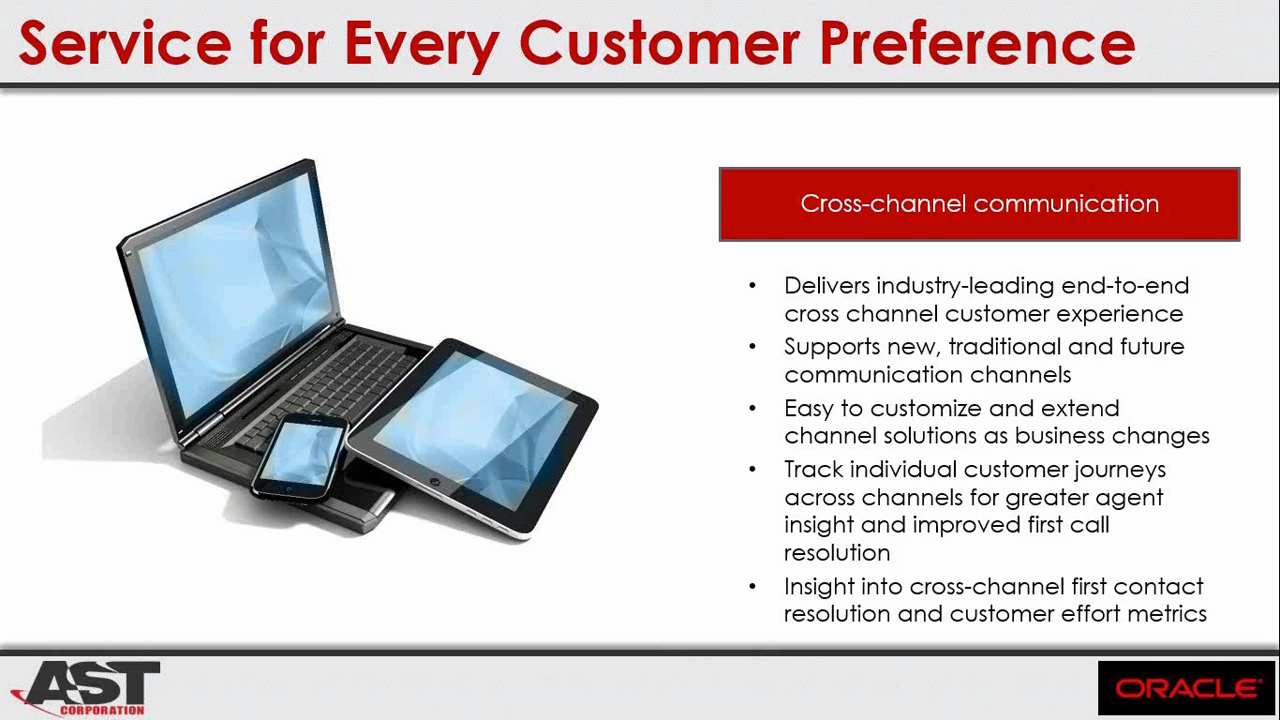 Service for Every Customer Preference
Cross-channel communication
• Delivers industry-leading end-to-end
cross channel customer experience
• Supports new, traditional and future
communication channels
• Easy to customize and extend
channel solutions as business changes
• Track individual customer journeys
across channels for greater agent
insight and improved first call
resolution
• Insight into cross-channel first contact
resolution and customer effort metrics
AST
CORPORATION
ORACLE